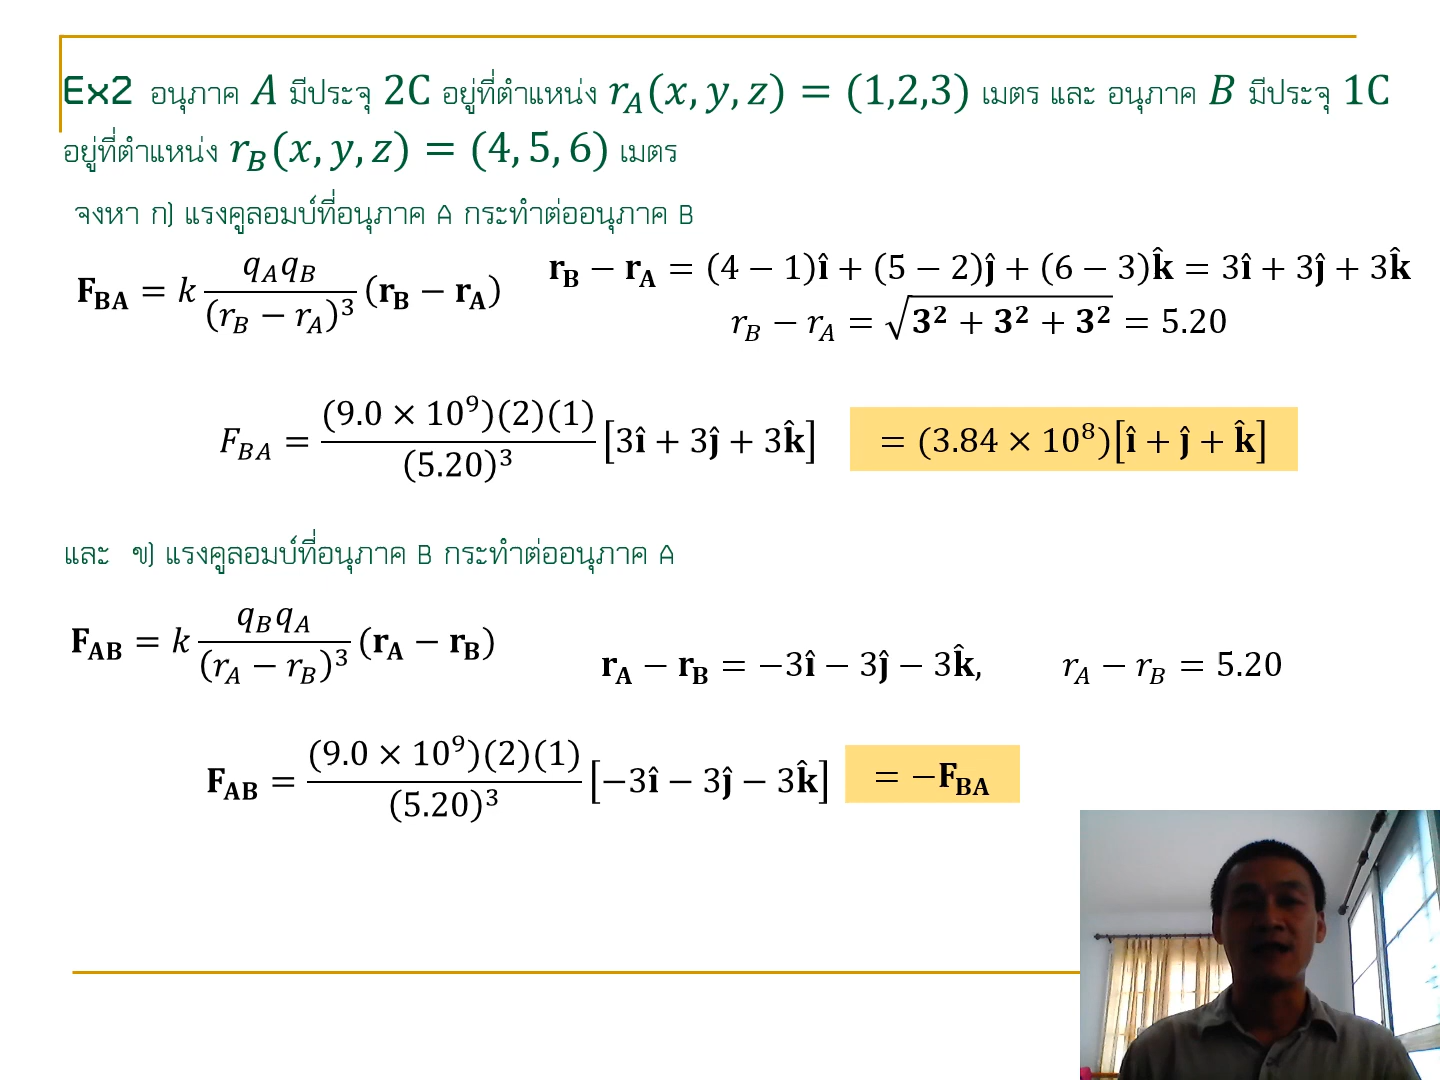 Ex2 อนุภาค A มีประจุ 2C อยู่ที่ตำแหน่ง r_A(x, y, z) = (1,2,3) เมตร และ อนุภาค B มีประจุ 1C
อยู่ที่ตำแหน่ง r_B(x, y, z) = (4, 5, 6) เมตร
จงหา ก) แรงคูลอมบ์ที่อนุภาค A กระทำต่ออนุภาค B
F_BA = k q_A q_B / (r_B − r_A)³ (r_B − r_A)
r_B − r_A = (4 − 1)î + (5 − 2)ĵ + (6 − 3)k̂ = 3î + 3ĵ + 3k̂
r_B − r_A = √(3² + 3² + 3²) = 5.20
F_BA = (9.0 × 10⁹)(2)(1) / (5.20)³ [3î + 3ĵ + 3k̂] = (3.84 × 10⁸)[î + ĵ + k̂]
และ ข) แรงคูลอมบ์ที่อนุภาค B กระทำต่ออนุภาค A
F_AB = k q_B q_A / (r_A − r_B)³ (r_A − r_B)
r_A − r_B = −3î − 3ĵ − 3k̂, r_A − r_B = 5.20
F_AB = (9.0 × 10⁹)(2)(1) / (5.20)³ [−3î − 3ĵ − 3k̂] = −F_BA